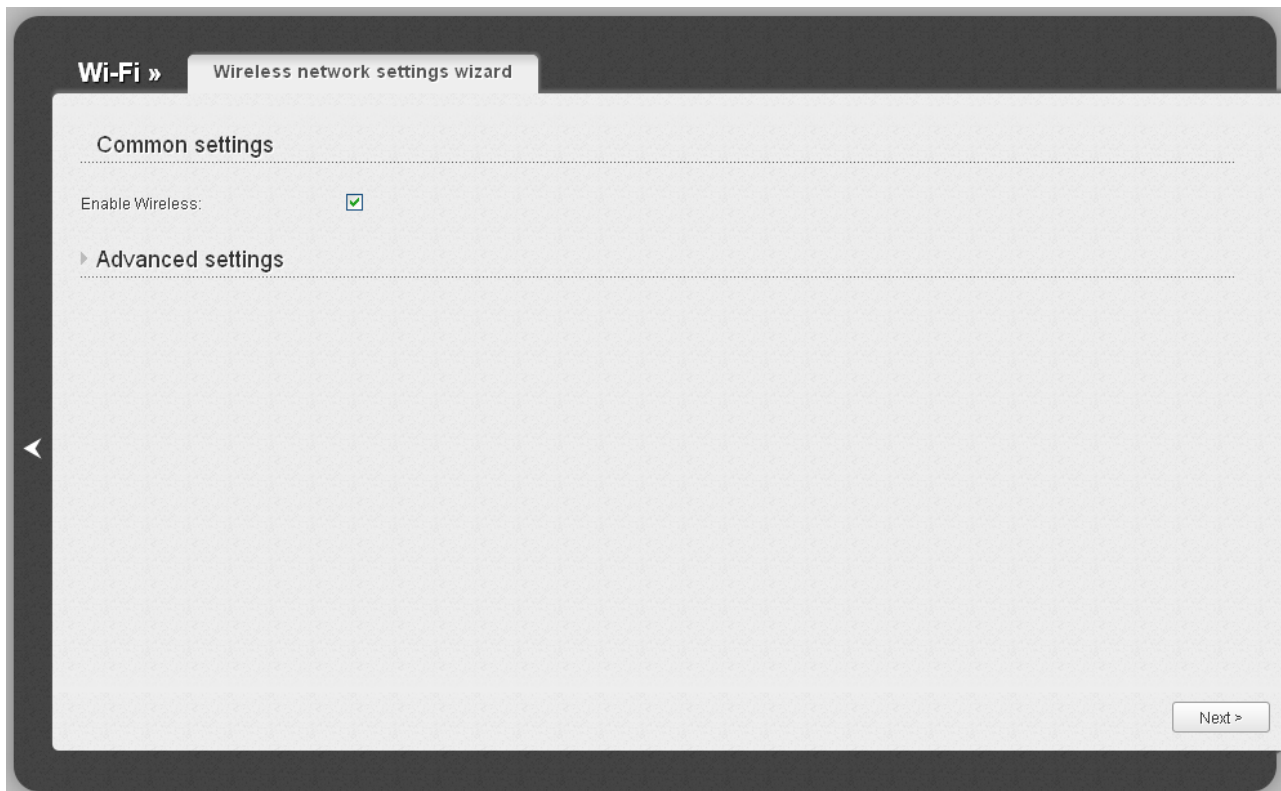 Wi-Fi »
Wireless network settings wizard
Common settings
Enable Wireless:
Advanced settings
Next >